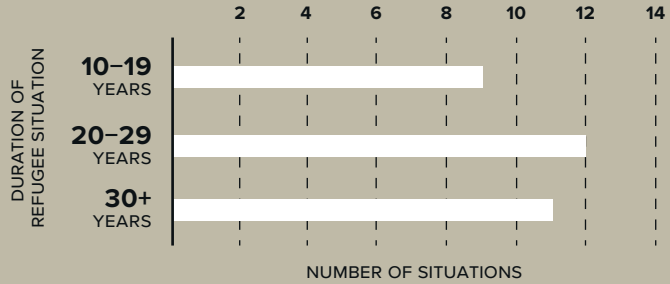 2 4 6 8 10 12 14
DURATION OF
REFUGEE SITUATION
10–19
YEARS
20–29
YEARS
30+
YEARS
NUMBER OF SITUATIONS